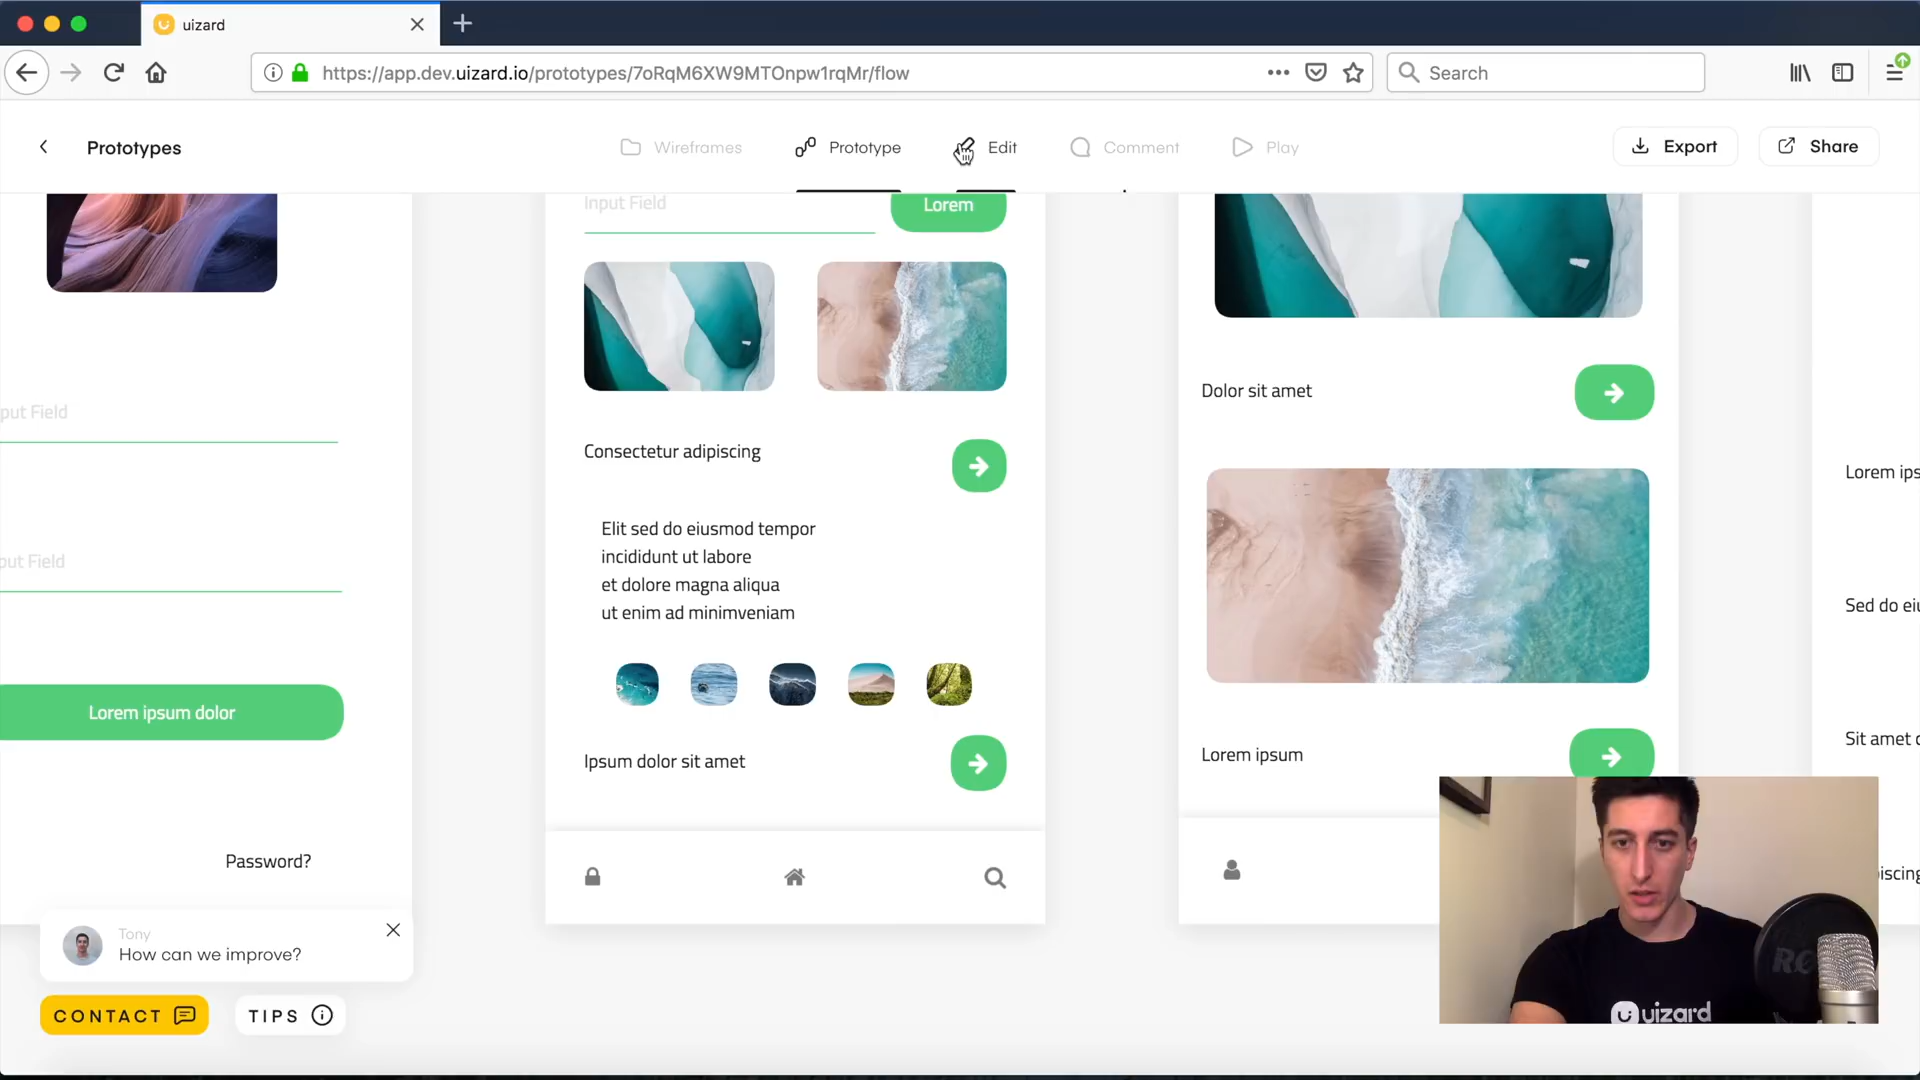 uizard
https://app.dev.uizard.io/prototypes/7oRqM6XW9MTOnpw1rqMr/flow
Search
Prototypes
Wireframes
Prototype
Edit
Comment
Play
Export
Share
put Field
put Field
Lorem ipsum dolor
Password?
Input Field
Lorem
Consectetur adipiscing
Elit sed do eiusmod tempor
incididunt ut labore
et dolore magna aliqua
ut enim ad minimveniam
Ipsum dolor sit amet
Dolor sit amet
Lorem ipsum
Lorem ips
Sed do eiu
Sit amet
iscing
Tony
How can we improve?
CONTACT
TIPS
uizard